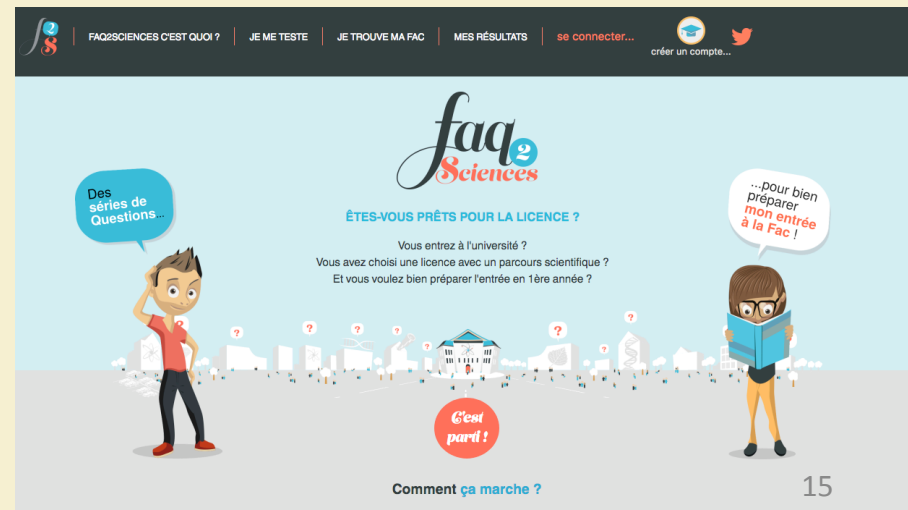 f2s
FAQ2SCIENCES C'EST QUOI ?
JE ME TESTE
JE TROUVE MA FAC
MES RÉSULTATS
se connecter...
créer un compte...
faq2
Sciences
Des
séries de
Questions...
...pour bien
préparer
mon entrée
à la Fac !
ÊTES-VOUS PRÊTS POUR LA LICENCE ?
Vous entrez à l'université ?
Vous avez choisi une licence avec un parcours scientifique ?
Et vous voulez bien préparer l'entrée en 1ère année ?
?
?
?
?
?
?
?
?
C'est
parti !
Comment ça marche ?
15